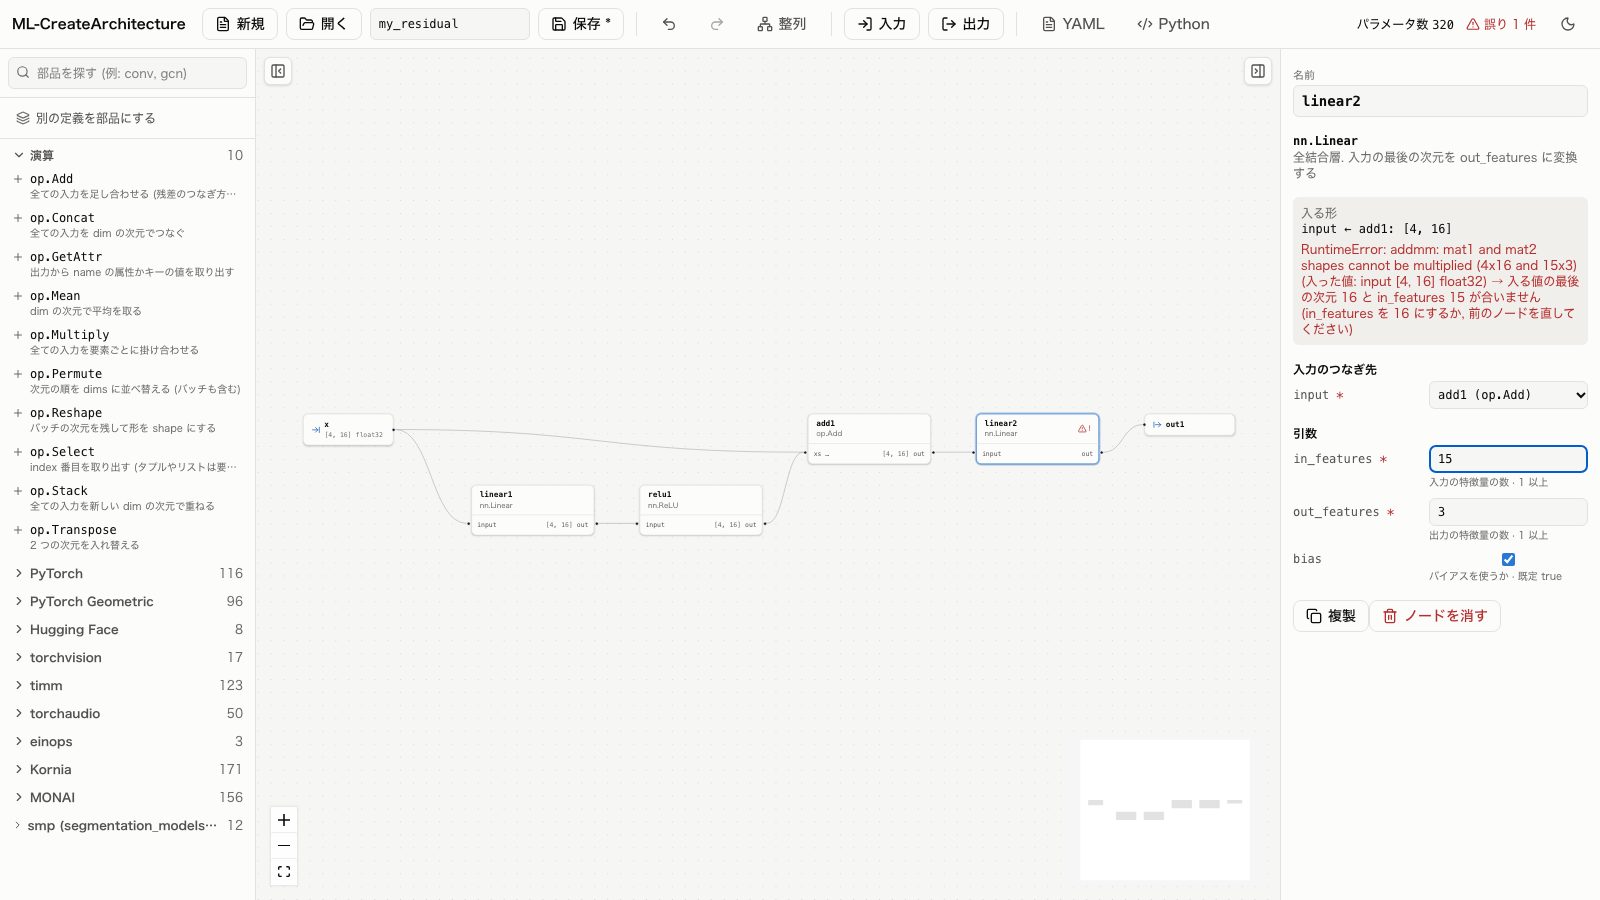 ML-CreateArchitecture 新規 開く my_residual 保存 * 整列 入力 出力 YAML Python パラメータ数 320 誤り 1 件
部品を探す (例: conv, gcn)
別の定義を部品にする
演算 10
op.Add
全ての入力を足し合わせる (残差のつなぎ方…
op.Concat
全ての入力を dim の次元でつなぐ
op.GetAttr
出力から name の属性かキーの値を取り出す
op.Mean
dim の次元で平均を取る
op.Multiply
全ての入力を要素ごとに掛け合わせる
op.Permute
次元の順を dims に並べ替える (バッチも含む)
op.Reshape
バッチの次元を残して形を shape にする
op.Select
index 番目を取り出す (タプルやリストは要…
op.Stack
全ての入力を新しい dim の次元で重ねる
op.Transpose
2 つの次元を入れ替える
PyTorch 116
PyTorch Geometric 96
Hugging Face 8
torchvision 17
timm 123
torchaudio 50
einops 3
Kornia 171
MONAI 156
smp (segmentation_models… 12
x
[4, 16] float32
linear1
nn.Linear
input [4, 16] out
relu1
nn.ReLU
input [4, 16] out
add1
op.Add
xs … [4, 16] out
linear2
nn.Linear
!
input out
out1
名前
linear2
nn.Linear
全結合層. 入力の最後の次元を out_features に変換
する
入る形
input ← add1: [4, 16]
RuntimeError: addmm: mat1 and mat2
shapes cannot be multiplied (4x16 and 15x3)
(入った値: input [4, 16] float32) → 入る値の最後
の次元 16 と in_features 15 が合いません
(in_features を 16 にするか, 前のノードを直して
ください)
入力のつなぎ先
input * add1 (op.Add)
引数
in_features * 15
入力の特徴量の数 · 1 以上
out_features * 3
出力の特徴量の数 · 1 以上
bias
バイアスを使うか · 既定 true
複製 ノードを消す